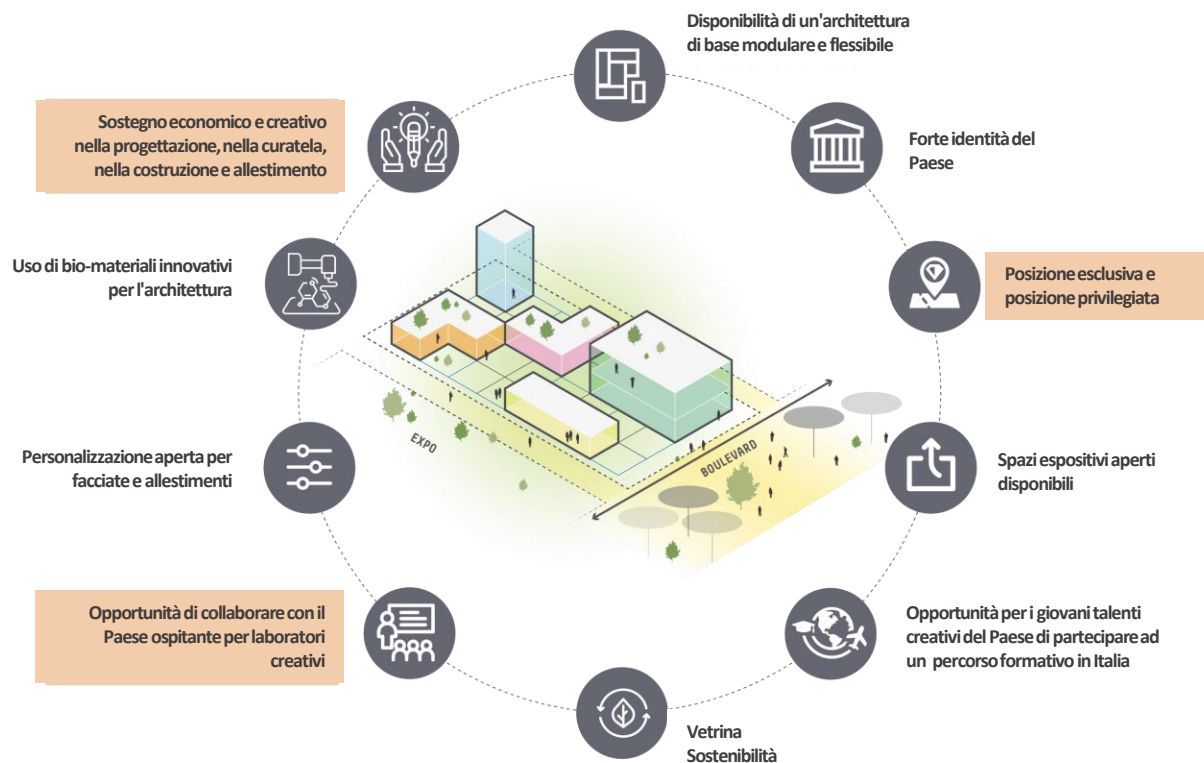 Disponibilità di un'architettura
di base modulare e flessibile
Forte identità del
Paese
Posizione esclusiva e
posizione privilegiata
Spazi espositivi aperti
disponibili
Opportunità per i giovani talenti
creativi del Paese di partecipare ad
un percorso formativo in Italia
Vetrina
Sostenibilità
Opportunità di collaborare con il
Paese ospitante per laboratori
creativi
Personalizzazione aperta per
facciate e allestimenti
Uso di bio-materiali innovativi
per l'architettura
Sostegno economico e creativo
nella progettazione, nella curatela,
nella costruzione e allestimento
EXPO
BOULEVARD